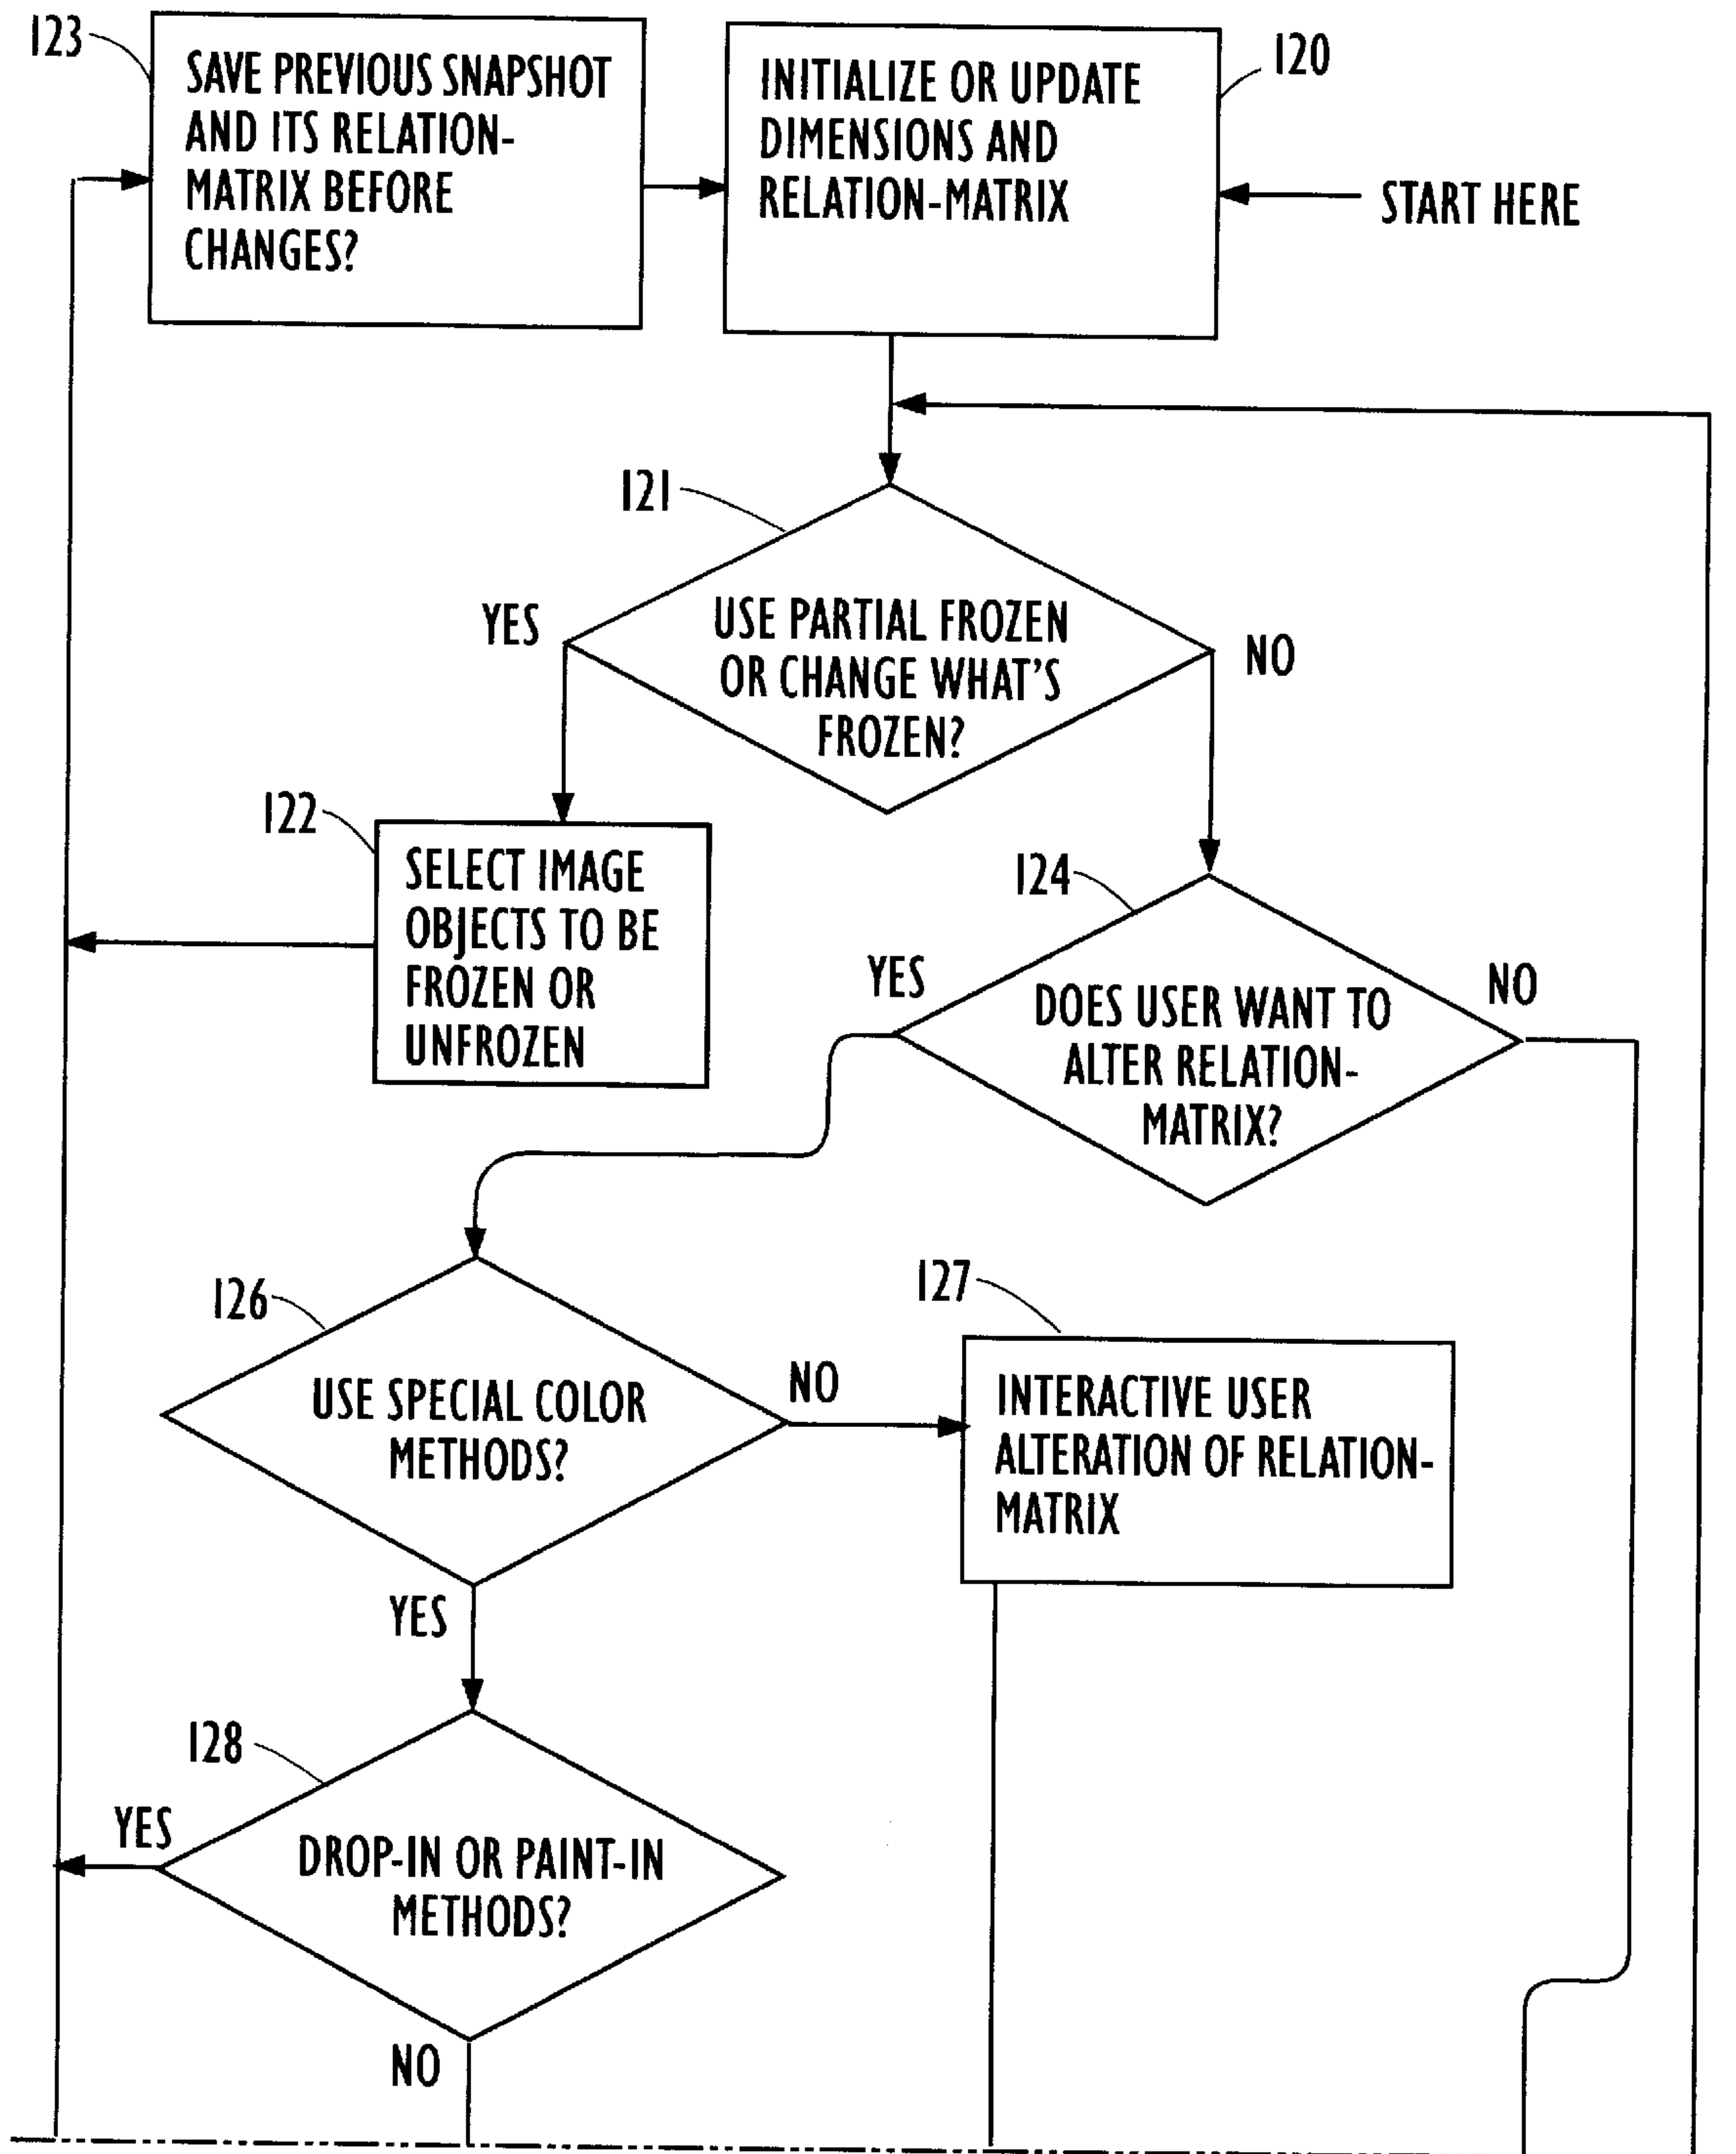 123
SAVE PREVIOUS SNAPSHOT
AND ITS RELATION-
MATRIX BEFORE
CHANGES?
INITIALIZE OR UPDATE
DIMENSIONS AND
RELATION-MATRIX
120
START HERE
121
YES
USE PARTIAL FROZEN
OR CHANGE WHAT'S
FROZEN?
NO
122
SELECT IMAGE
OBJECTS TO BE
FROZEN OR
UNFROZEN
124
YES
DOES USER WANT TO
ALTER RELATION-
MATRIX?
NO
126
USE SPECIAL COLOR
METHODS?
NO
YES
127
INTERACTIVE USER
ALTERATION OF RELATION-
MATRIX
128
YES
DROP-IN OR PAINT-IN
METHODS?
NO